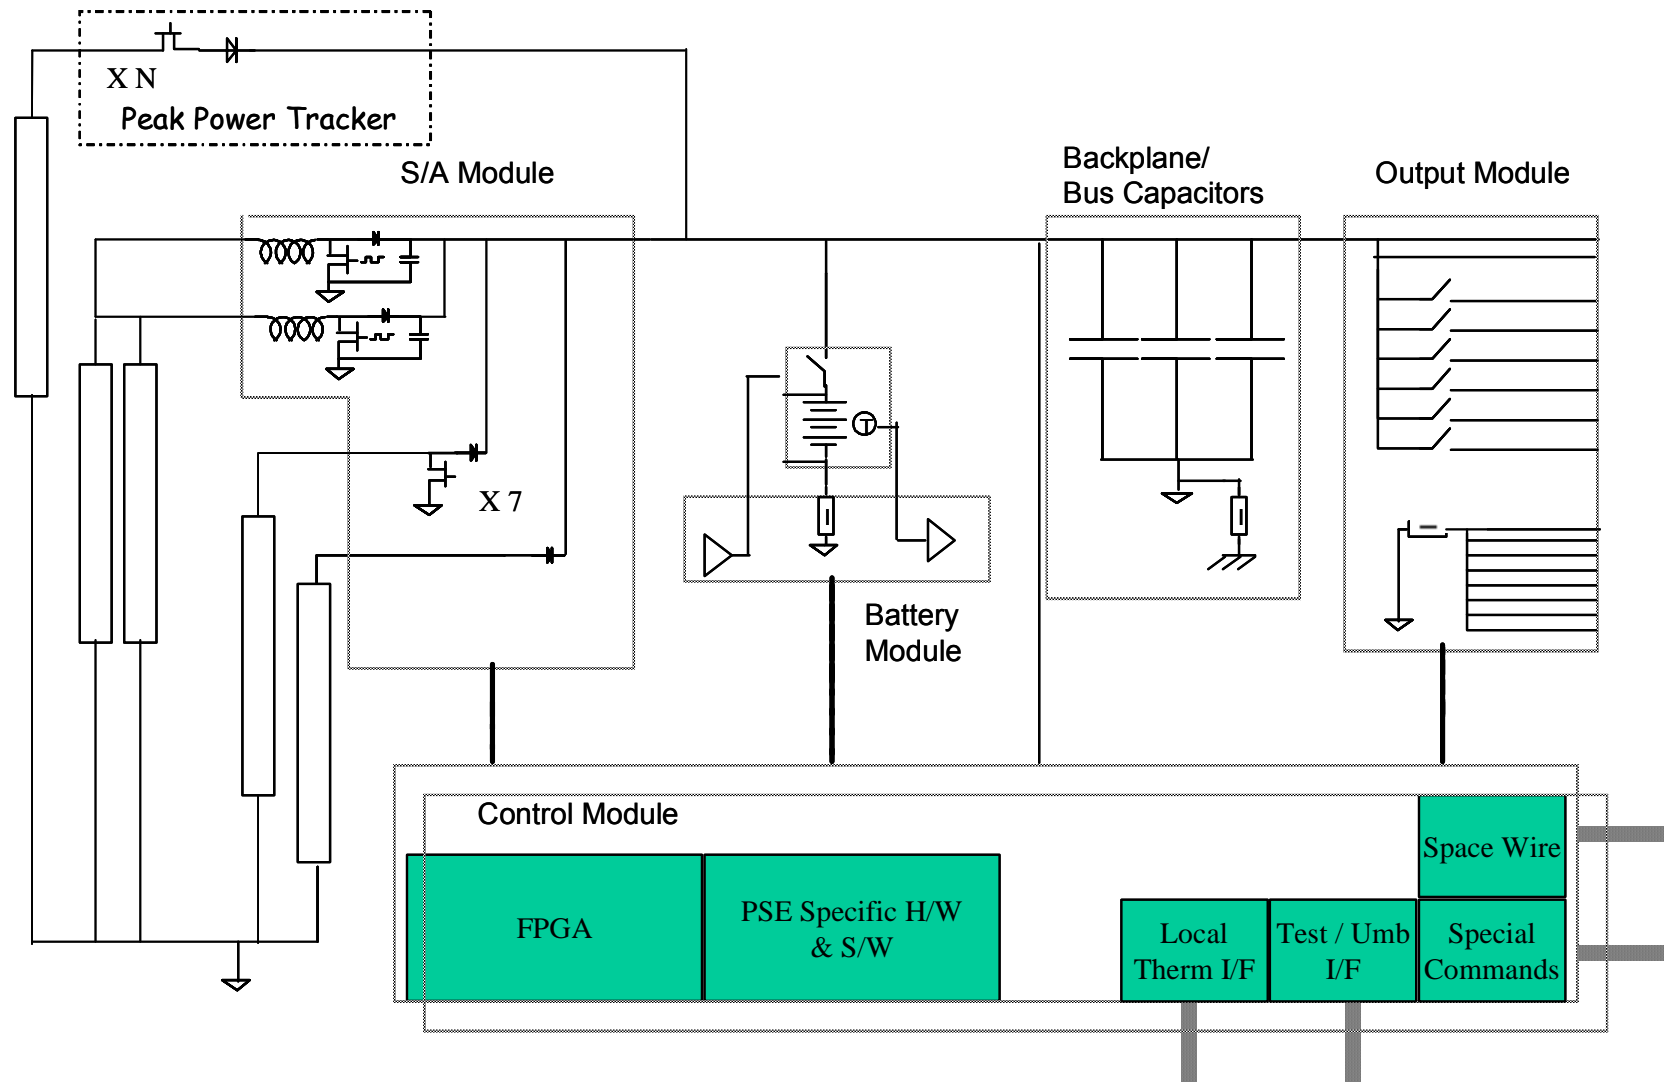 X N
Peak Power Tracker
S/A Module
Backplane/
Bus Capacitors
Output Module
T
X 7
Battery
Module
Control Module
Space Wire
FPGA
PSE Specific H/W
& S/W
Local
Therm I/F
Test / Umb
I/F
Special
Commands